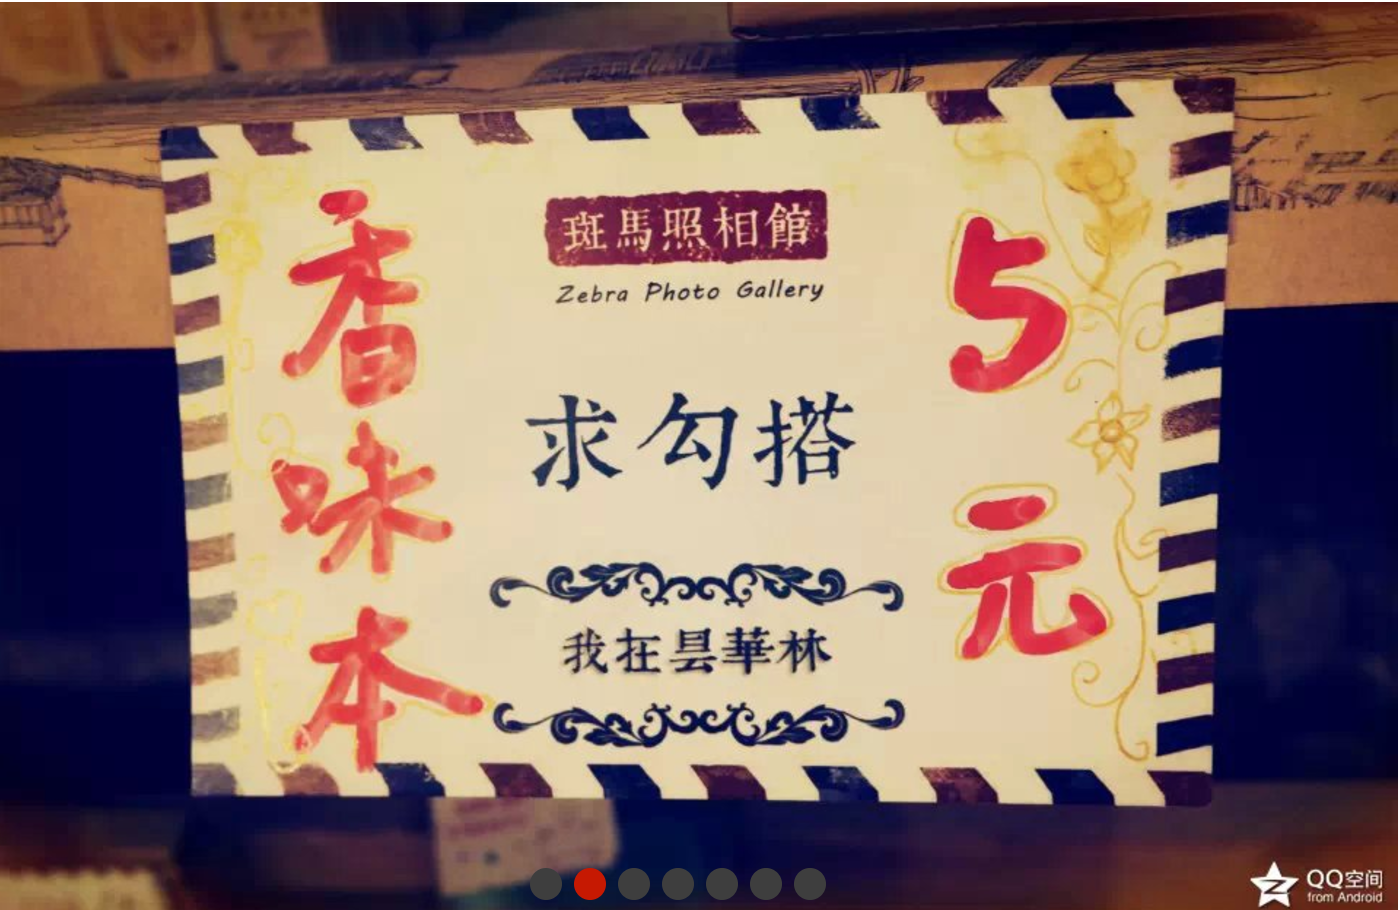 香味本
斑馬照相館
Zebra Photo Gallery
求勾搭
我在昙華林
5元
QQ空间
from Android